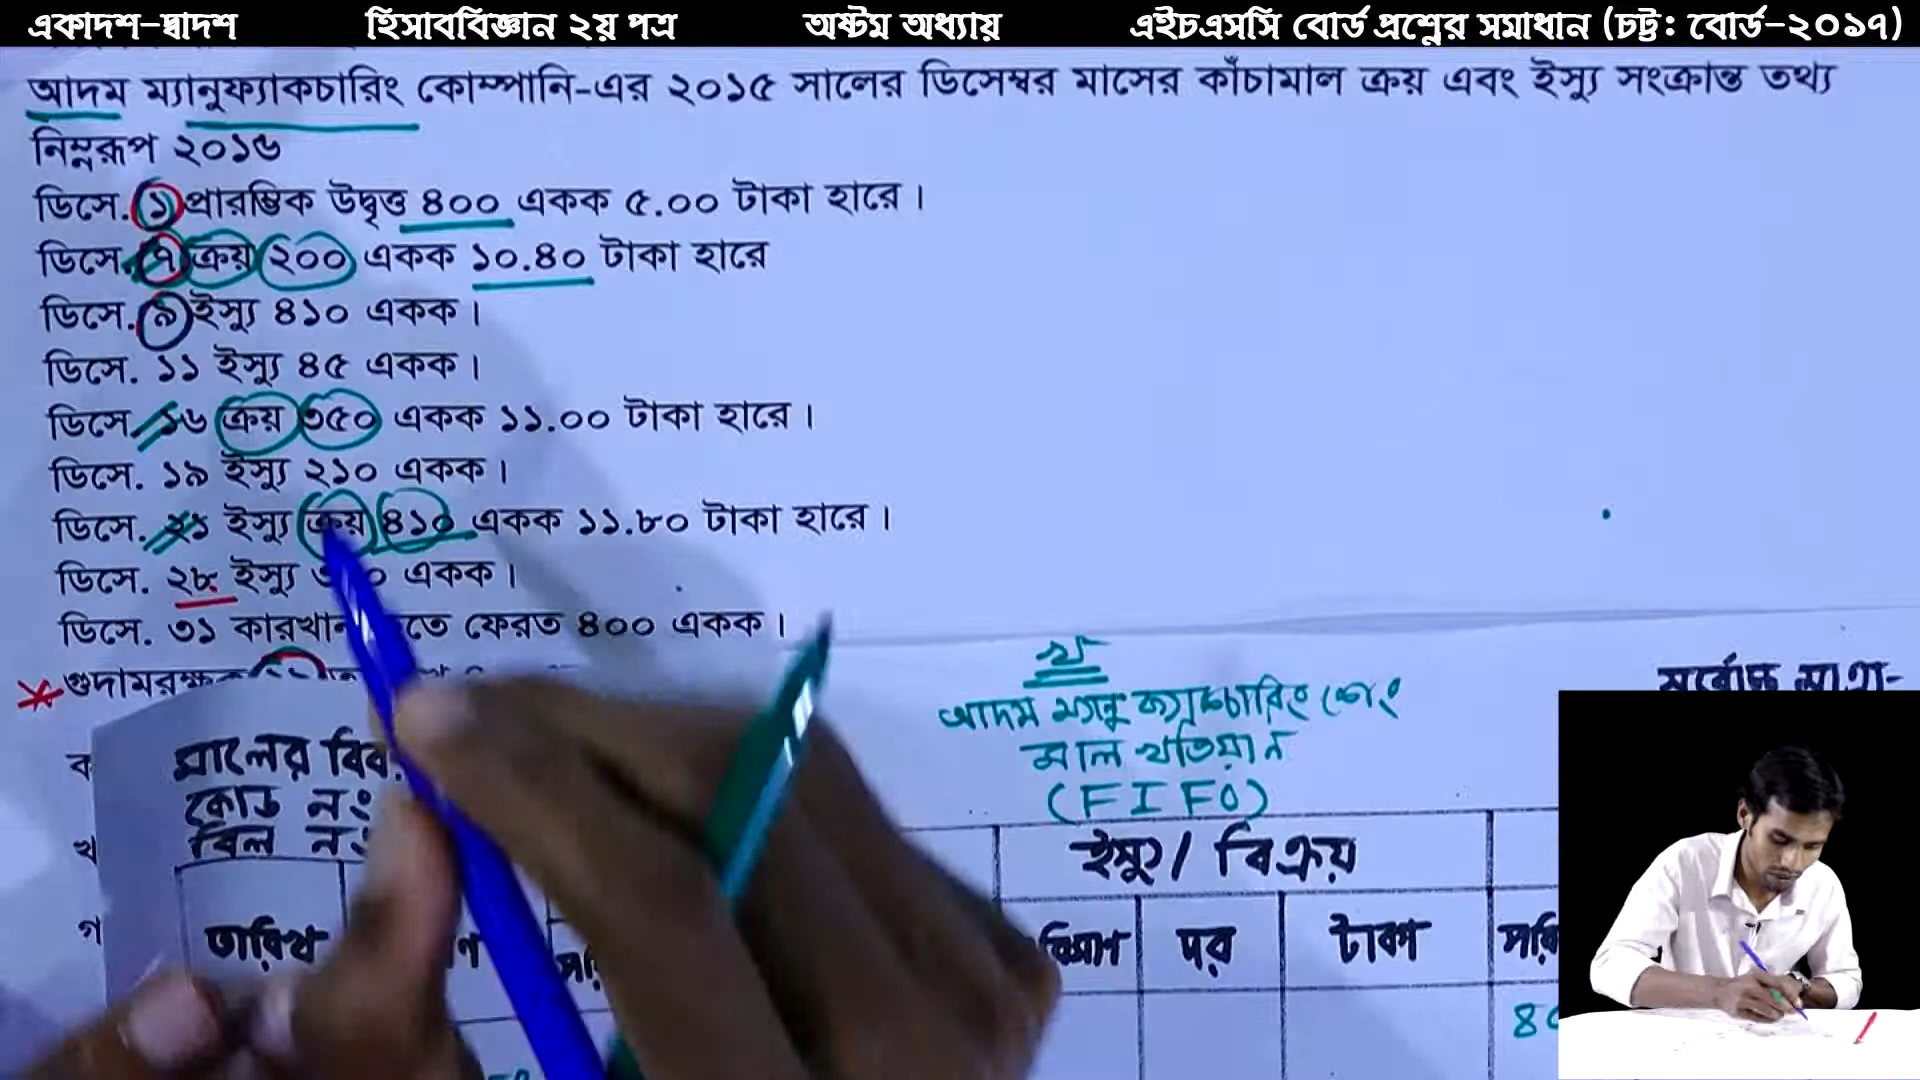 একাদশ-দ্বাদশ হিসাববিজ্ঞান ২য় পত্র অষ্টম অধ্যায় এইচএসসি বোর্ড প্রশ্নের সমাধান (চট্ট: বোর্ড-২০১৭)
আদম ম্যানুফ্যাকচারিং কোম্পানি-এর ২০১৫ সালের ডিসেম্বর মাসের কাঁচামাল ক্রয় এবং ইস্যু সংক্রান্ত তথ্য
নিম্নরূপ ২০১৬
ডিসে. ১ প্রারম্ভিক উদ্বৃত্ত ৪০০ একক ৫.০০ টাকা হারে।
ডিসে. ৭ ক্রয় ২০০ একক ১০.৪০ টাকা হারে
ডিসে. ৯ ইস্যু ৪১০ একক।
ডিসে. ১১ ইস্যু ৪৫ একক।
ডিসে. ১৬ ক্রয় ৩৫০ একক ১১.০০ টাকা হারে।
ডিসে. ১৯ ইস্যু ২১০ একক।
ডিসে. ২১ ইস্যু ক্রয় ৪১০ একক ১১.৮০ টাকা হারে।
ডিসে. ২৮ ইস্যু একক।
ডিসে. ৩১ ফেরত ৪০০ একক।
খ
আদম ম্যানুফ্যাকচারিং কোং
মাল খতিয়ান
(FIFO)
মালের
কোড নং
বিল নং
ইস্যু / বিক্রয়
তারিখ দর টাকা